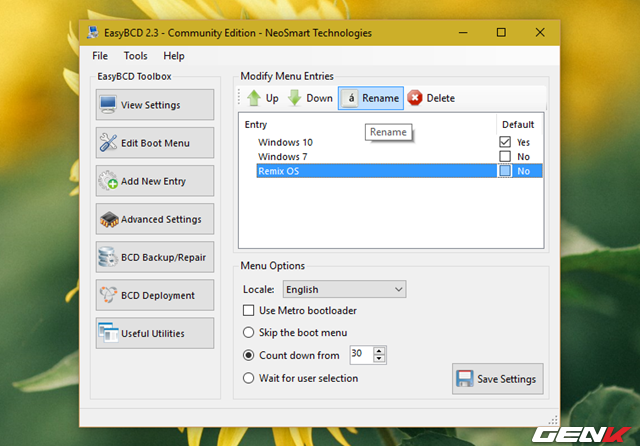 EasyBCD 2.3 - Community Edition - NeoSmart Technologies
File Tools Help
EasyBCD Toolbox
View Settings
Edit Boot Menu
Add New Entry
Advanced Settings
BCD Backup/Repair
BCD Deployment
Useful Utilities
Modify Menu Entries
Up Down á Rename Delete
Rename
Entry Default
Windows 10 Yes
Windows 7 No
Remix OS No
Menu Options
Locale: English
Use Metro bootloader
Skip the boot menu
Count down from 30
Wait for user selection
Save Settings
GENK